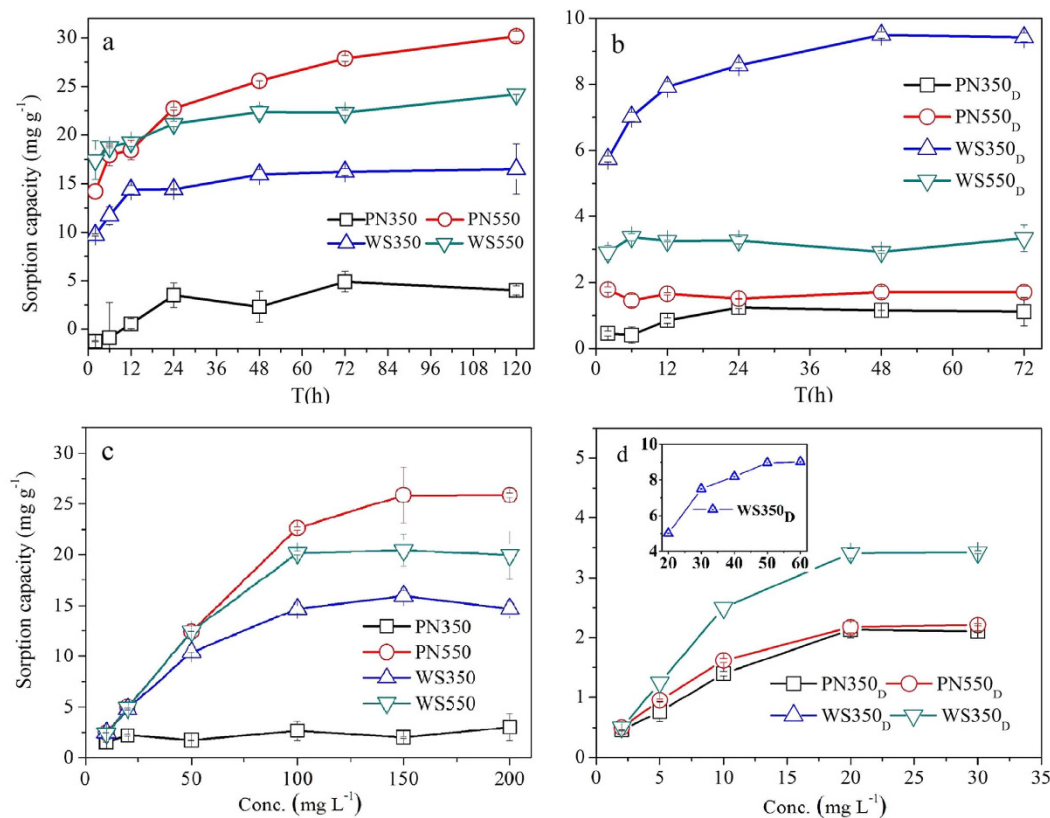 a
Sorption capacity (mg g⁻¹)
30
25
20
15
10
5
0
PN350 PN550
WS350 WS550
0 12 24 36 48 60 72 84 96 108 120
T(h)
b
10
8
6
4
2
0
PN350D
PN550D
WS350D
WS550D
0 12 24 36 48 60 72
T(h)
c
Sorption capacity (mg g⁻¹)
30
25
20
15
10
5
0
PN350
PN550
WS350
WS550
0 50 100 150 200
Conc. (mg L⁻¹)
d
5
4
3
2
1
0
10
8
6
4
WS350D
20 30 40 50 60
PN350D PN550D
WS350D WS350D
0 5 10 15 20 25 30 35
Conc. (mg L⁻¹)